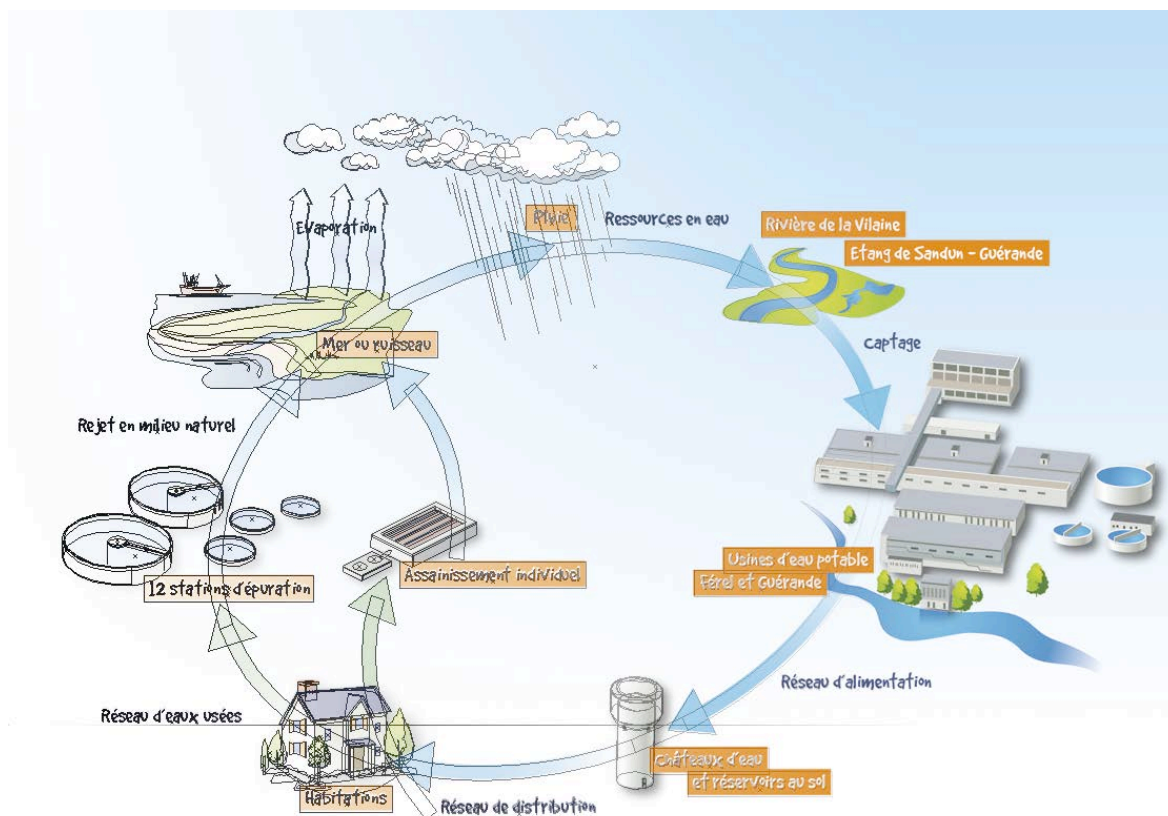 Pluie
Ressources en eau
Rivière de la Vilaine
Etang de Sandun - Guérande
Evaporation
Mer ou ruisseau
Captage
Rejet en milieu naturel
Usines d'eau potable
Férel et Guérande
Assainissement individuel
12 stations d'épuration
Réseau d'alimentation
Réseau d'eaux usées
Châteaux d'eau
et réservoirs au sol
Habitations
Réseau de distribution